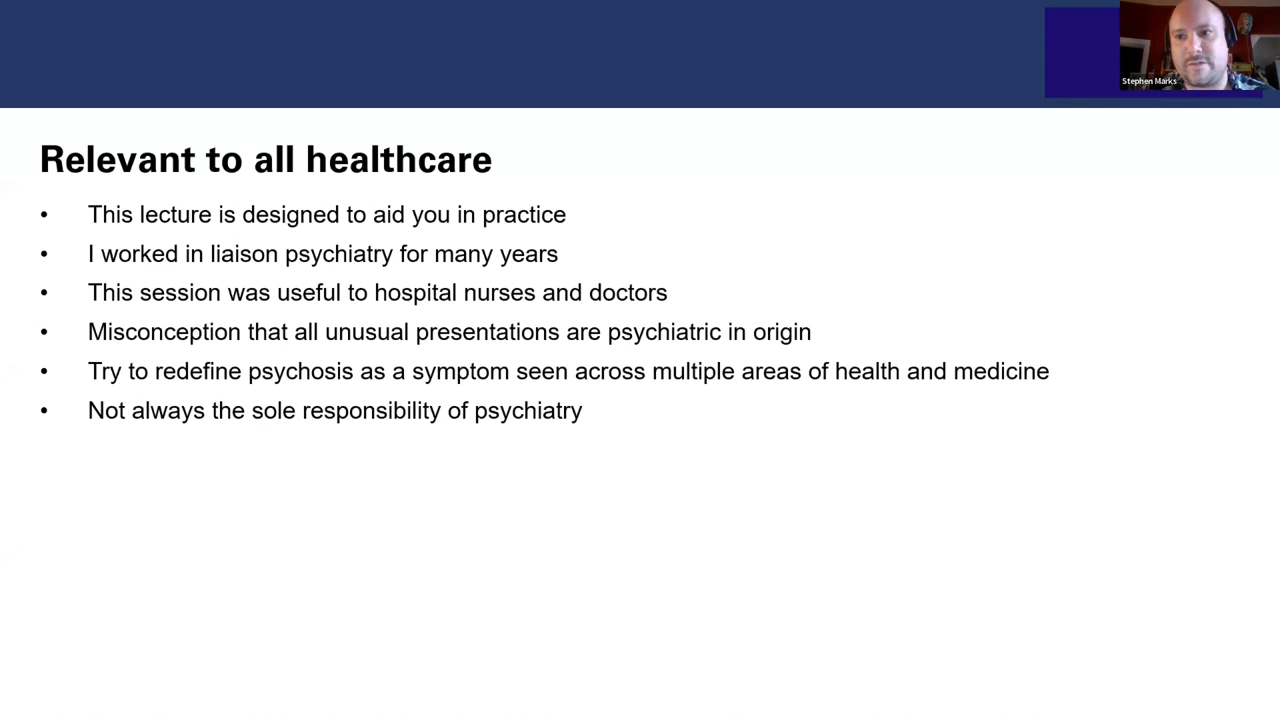 Stephen Marks
Relevant to all healthcare
• This lecture is designed to aid you in practice
• I worked in liaison psychiatry for many years
• This session was useful to hospital nurses and doctors
• Misconception that all unusual presentations are psychiatric in origin
• Try to redefine psychosis as a symptom seen across multiple areas of health and medicine
• Not always the sole responsibility of psychiatry